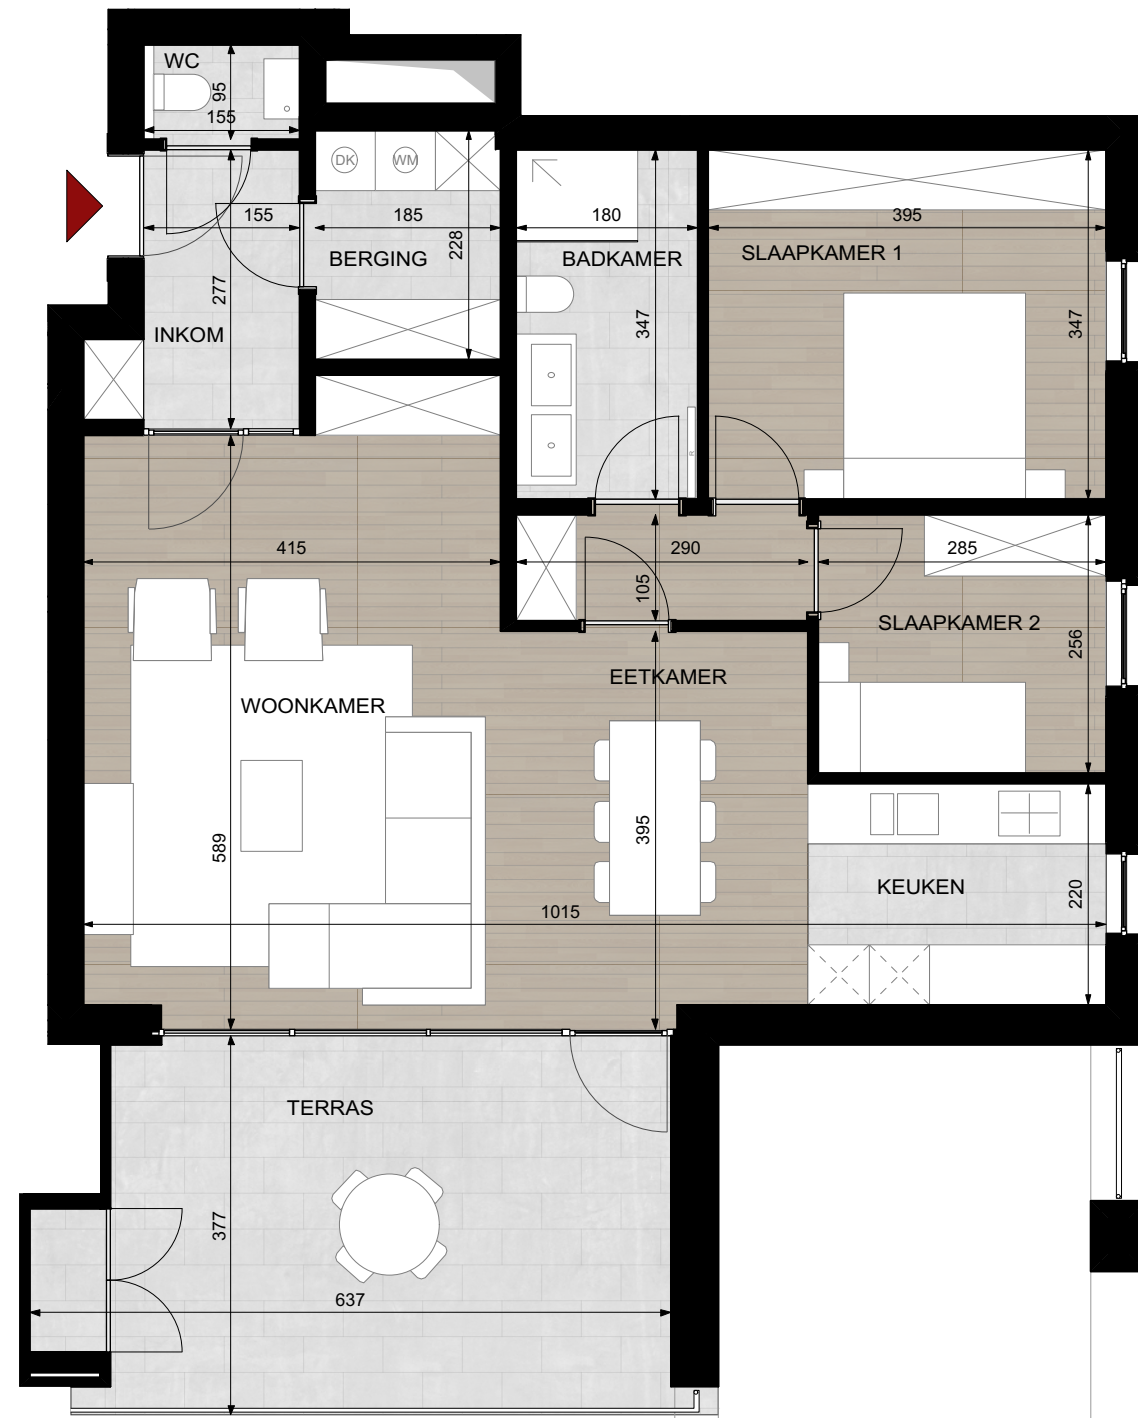 WC
95
155
DK
WM
155
185
180
395
BERGING
228
BADKAMER
SLAAPKAMER 1
277
INKOM
347
347
R
415
290
285
105
SLAAPKAMER 2
256
EETKAMER
WOONKAMER
589
395
KEUKEN
220
1015
TERRAS
377
637